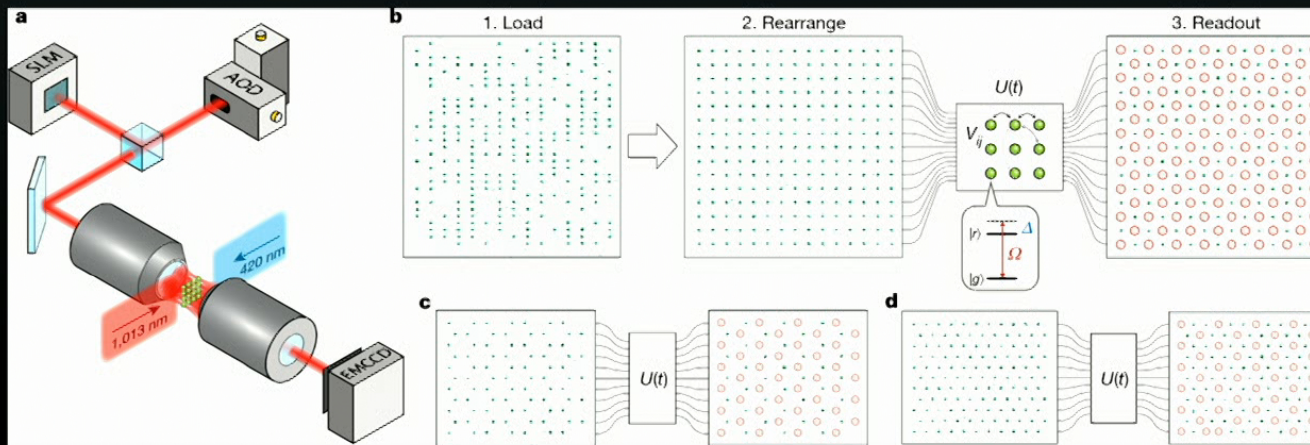 a
SLM
AOD
420 nm
1,013 nm
EMCCD
b
1. Load
2. Rearrange
3. Readout
U(t)
V_ij
|r⟩
Δ
Ω
|g⟩
c
U(t)
d
U(t)